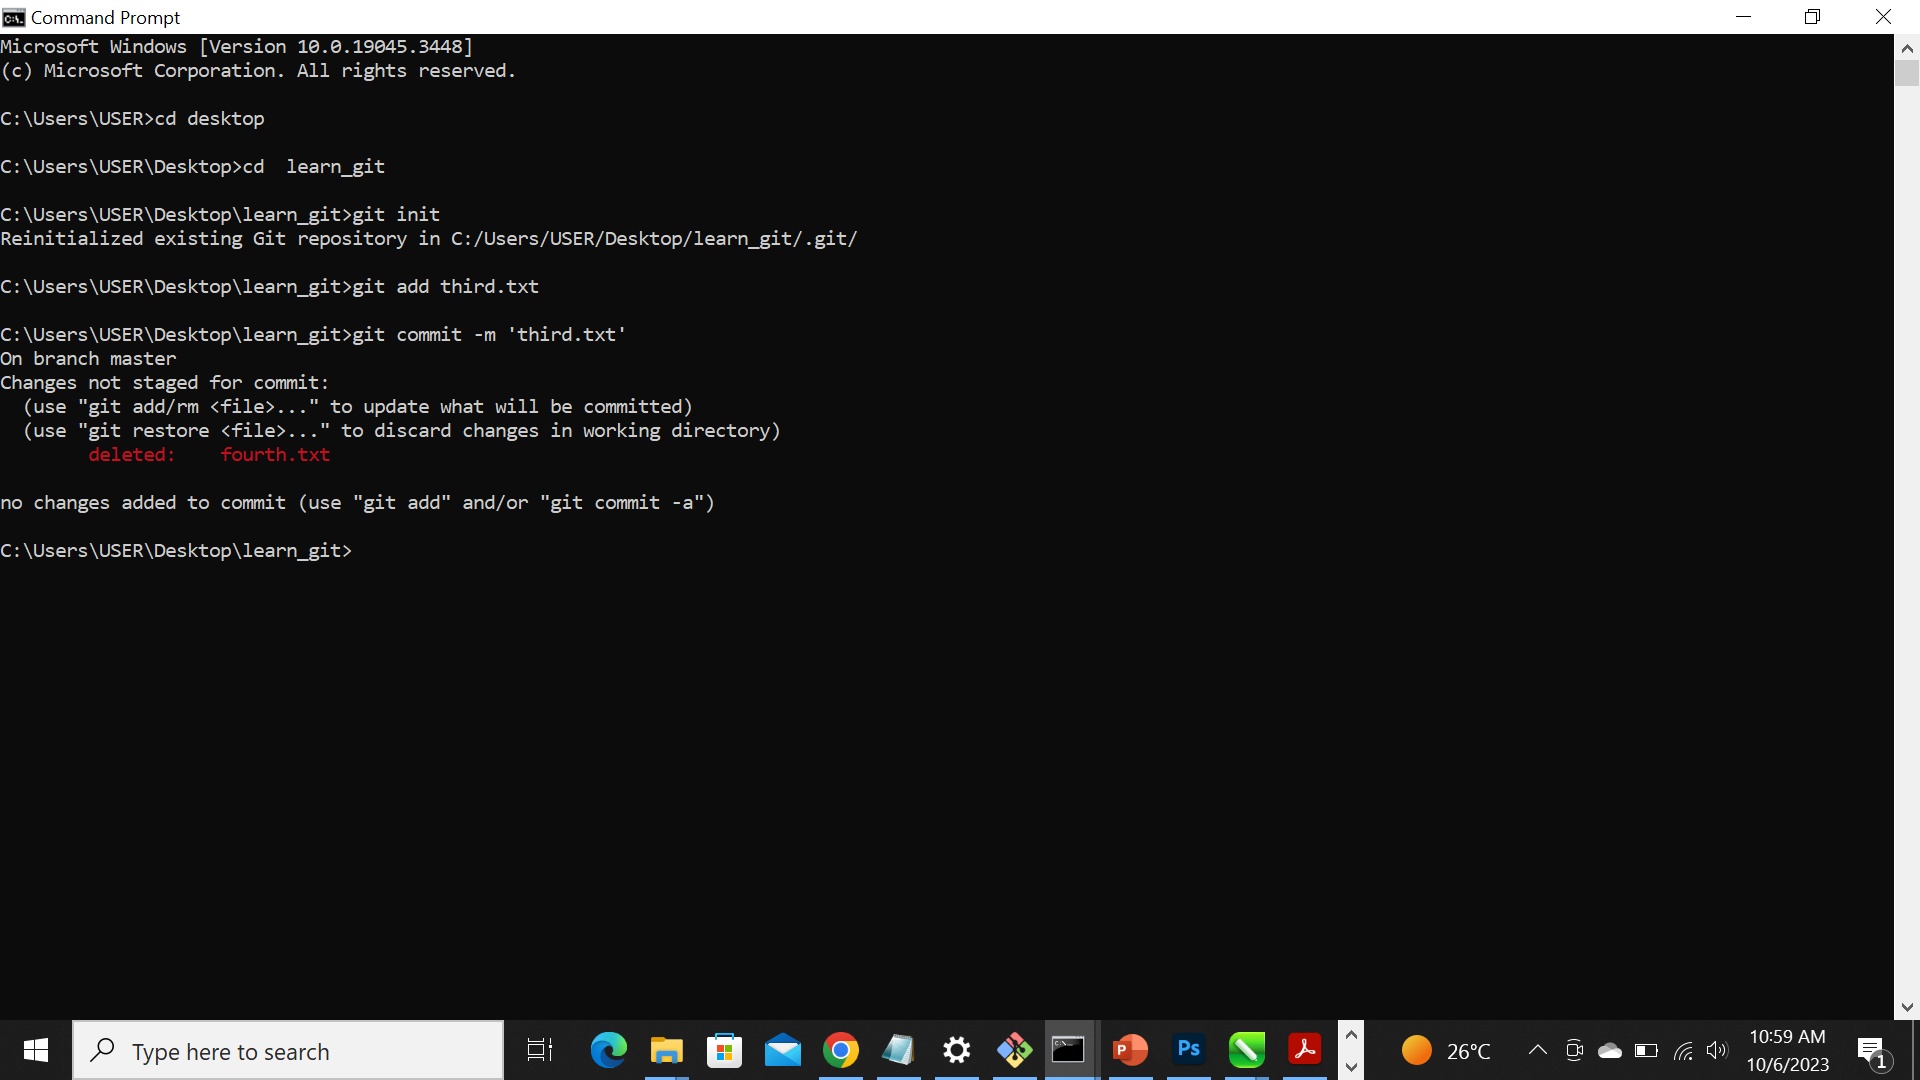 Command Prompt
Microsoft Windows [Version 10.0.19045.3448]
(c) Microsoft Corporation. All rights reserved.
C:\Users\USER>cd desktop
C:\Users\USER\Desktop>cd  learn_git
C:\Users\USER\Desktop\learn_git>git init
Reinitialized existing Git repository in C:/Users/USER/Desktop/learn_git/.git/
C:\Users\USER\Desktop\learn_git>git add third.txt
C:\Users\USER\Desktop\learn_git>git commit -m 'third.txt'
On branch master
Changes not staged for commit:
  (use "git add/rm <file>..." to update what will be committed)
  (use "git restore <file>..." to discard changes in working directory)
        deleted:    fourth.txt
no changes added to commit (use "git add" and/or "git commit -a")
C:\Users\USER\Desktop\learn_git>
Type here to search
P
Ps
26°C
10:59 AM
10/6/2023
1